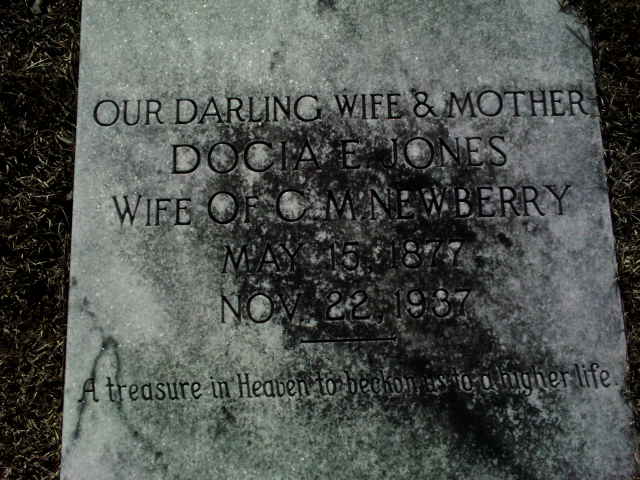 OUR DARLING WIFE & MOTHER
DOCIA E. JONES
WIFE OF C. M. NEWBERRY
MAY 15, 1877
NOV. 22, 1937
A treasure in Heaven to beckon us to a higher life.